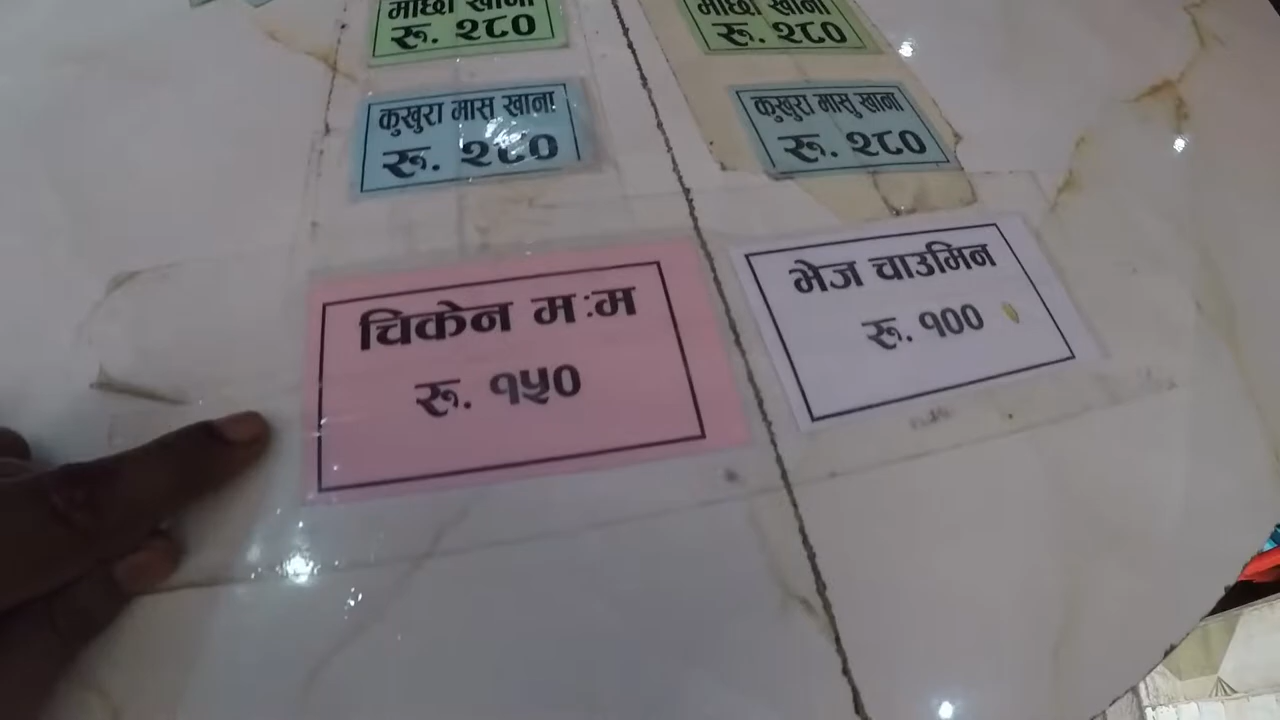 माछा खाना
रू. २८०
माछा खाना
रू. २८०
कुखुरा मासु खाना
रू. २८०
कुखुरा मासु खाना
रू. २८०
चिकेन म:म
रू. १५०
भेज चाउमिन
रू. १००